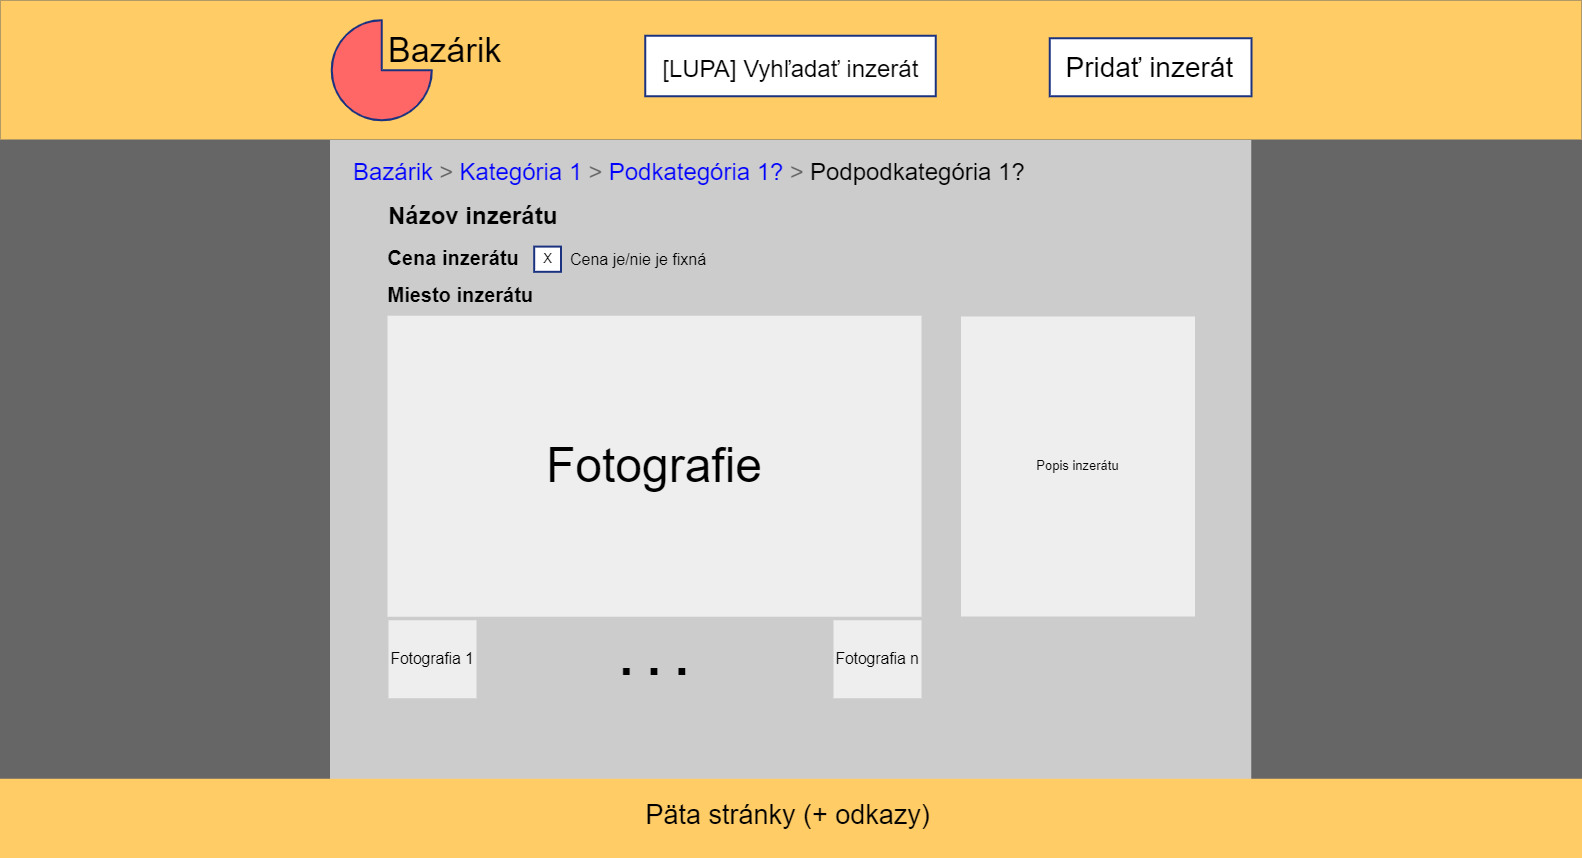 Bazárik
[LUPA] Vyhľadať inzerát
Pridať inzerát
Bazárik > Kategória 1 > Podkategória 1? > Podpodkategória 1?
Názov inzerátu
Cena inzerátu X Cena je/nie je fixná
Miesto inzerátu
Fotografie
Popis inzerátu
Fotografia 1 . . . Fotografia n
Päta stránky (+ odkazy)